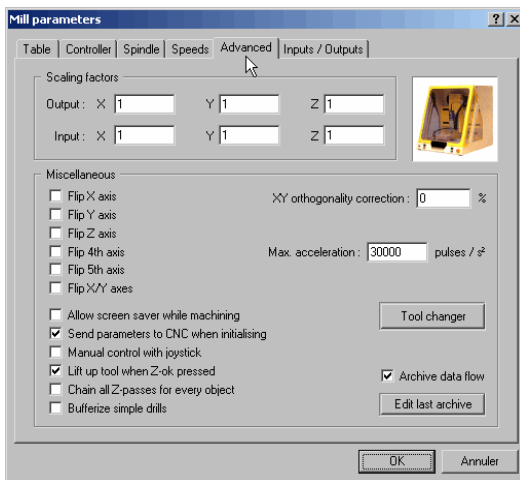 Mill parameters
Table Controller Spindle Speeds Advanced Inputs / Outputs
Scaling factors
Output : X 1 Y 1 Z 1
Input : X 1 Y 1 Z 1
Miscellaneous
Flip X axis
XY orthogonality correction : 0 %
Flip Y axis
Flip Z axis
Flip 4th axis
Max. acceleration : 30000 pulses / s²
Flip 5th axis
Flip X/Y axes
Allow screen saver while machining
Tool changer
Send parameters to CNC when initialising
Manual control with joystick
Lift up tool when Z-ok pressed
Archive data flow
Chain all Z-passes for every object
Bufferize simple drills
Edit last archive
OK Annuler